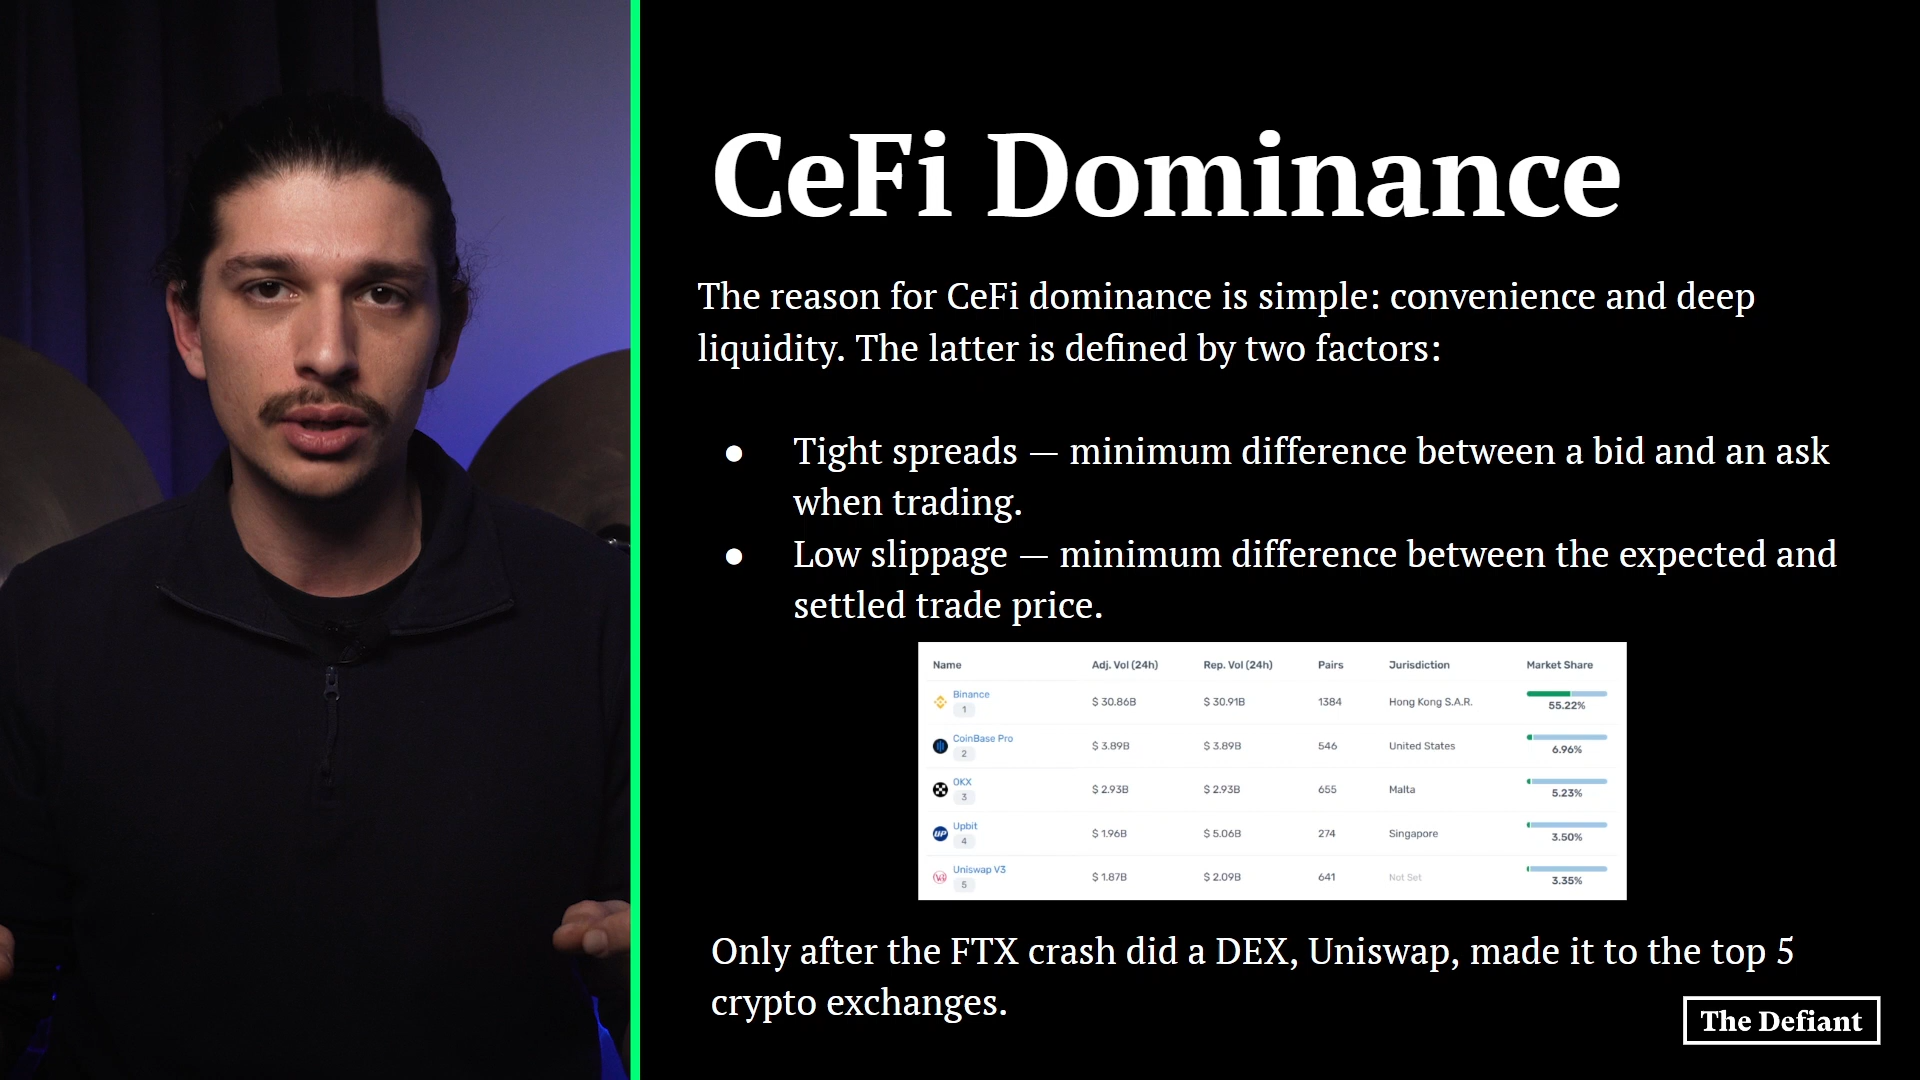 CeFi Dominance
The reason for CeFi dominance is simple: convenience and deep
liquidity. The latter is defined by two factors:
● Tight spreads — minimum difference between a bid and an ask
when trading.
● Low slippage — minimum difference between the expected and
settled trade price.
Name Adj. Vol (24h) Rep. Vol (24h) Pairs Jurisdiction Market Share
Binance
1 $ 30.86B $ 30.91B 1384 Hong Kong S.A.R. 55.22%
CoinBase Pro
2 $ 3.89B $ 3.89B 546 United States 6.96%
OKX
3 $ 2.93B $ 2.93B 655 Malta 5.23%
Upbit
4 $ 1.96B $ 5.06B 274 Singapore 3.50%
Uniswap V3
5 $ 1.87B $ 2.09B 641 Not Set 3.35%
Only after the FTX crash did a DEX, Uniswap, made it to the top 5
crypto exchanges.
The Defiant